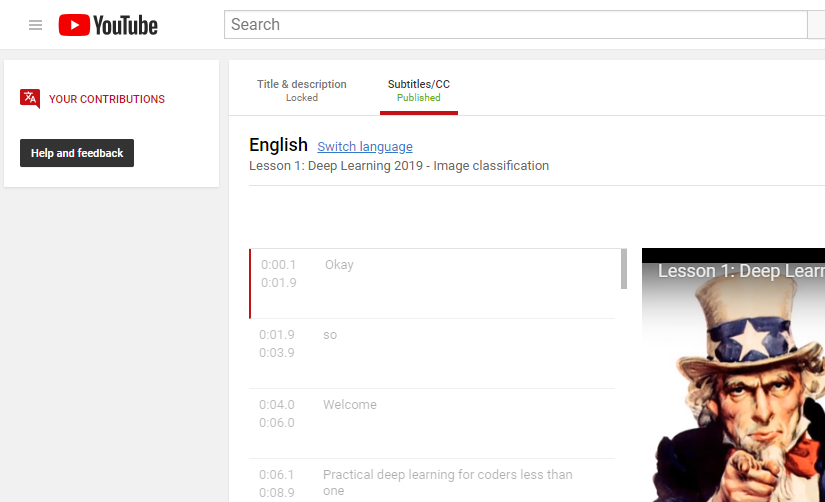 YouTube
Search
YOUR CONTRIBUTIONS
Help and feedback
Title & description
Locked
Subtitles/CC
Published
English Switch language
Lesson 1: Deep Learning 2019 - Image classification
0:00.1 Okay
0:01.9
0:01.9 so
0:03.9
0:04.0 Welcome
0:06.0
0:06.1 Practical deep learning for coders less than
0:08.9 one
Lesson 1: Deep Learn